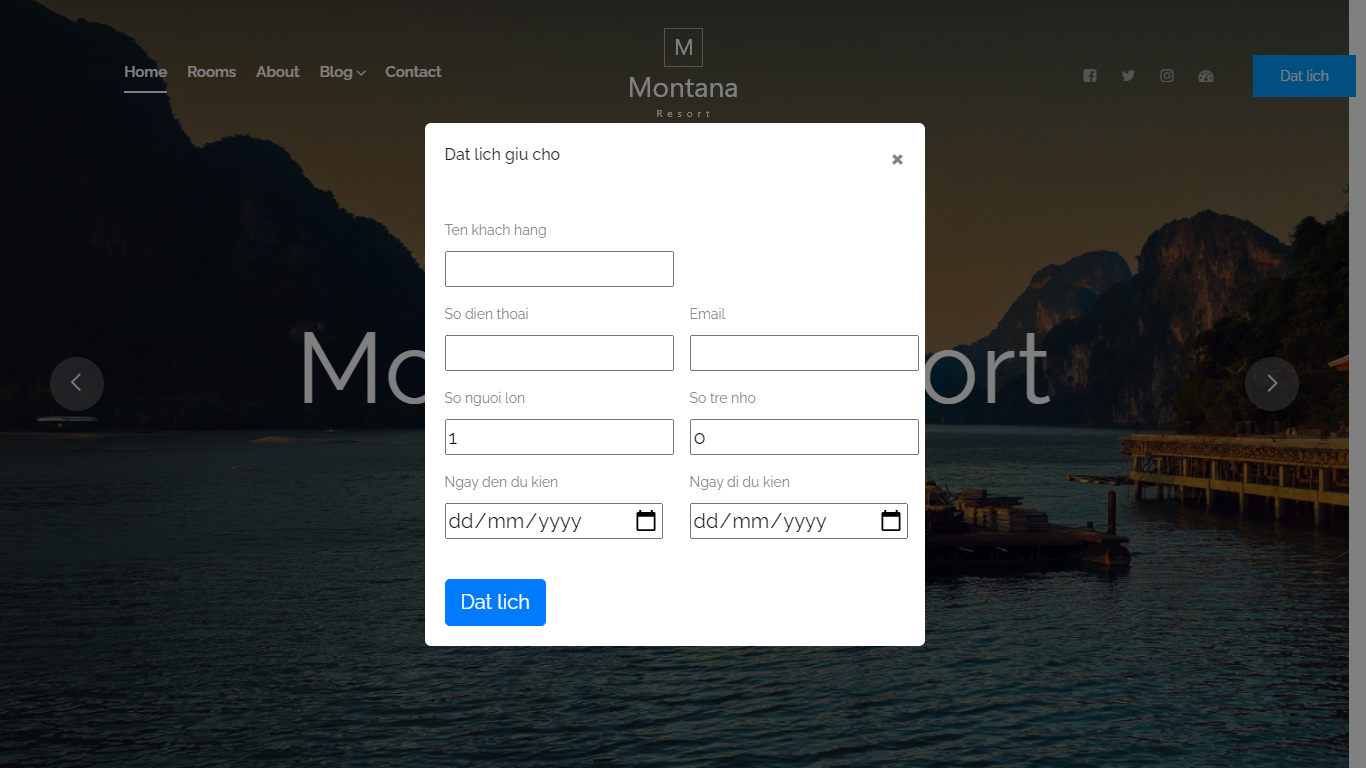 Home Rooms About Blog Contact
M
Montana
Resort
Dat lich
Dat lich giu cho
Ten khach hang
So dien thoai Email
So nguoi lon So tre nho
1 0
Ngay den du kien Ngay di du kien
dd/mm/yyyy dd/mm/yyyy
Dat lich
Mo ort